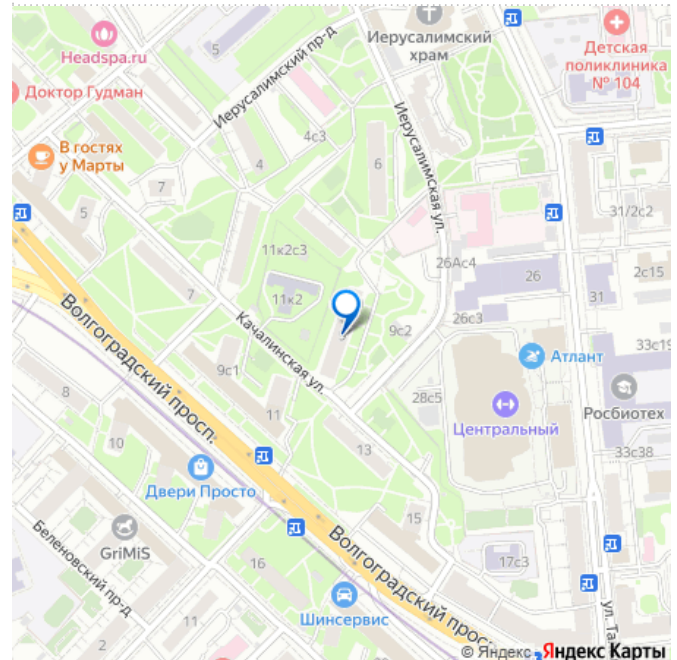 Иерусалимский
храм
Headspa.ru
5
Детская
поликлиника
№ 104
Доктор Гудман
Иерусалимский пр-д
Иерусалимская ул.
4с3
В гостях
у Марты
4
6
7
5
31/2с2
11к2с3
26Ас4
26
2с15
7
11к2
31
Волгоградский просп.
Качалинская ул.
9с2
26с3
33с19
9с1
Атлант
8
28с5
Росбиотех
11
Центральный
10
13
33с38
Двери Просто
15
GriMiS
Волгоградский просп.
Беленовский пр-д
16
17с3
Шинсервис
11
ул. Та
2
© Яндекс
Яндекс Карты